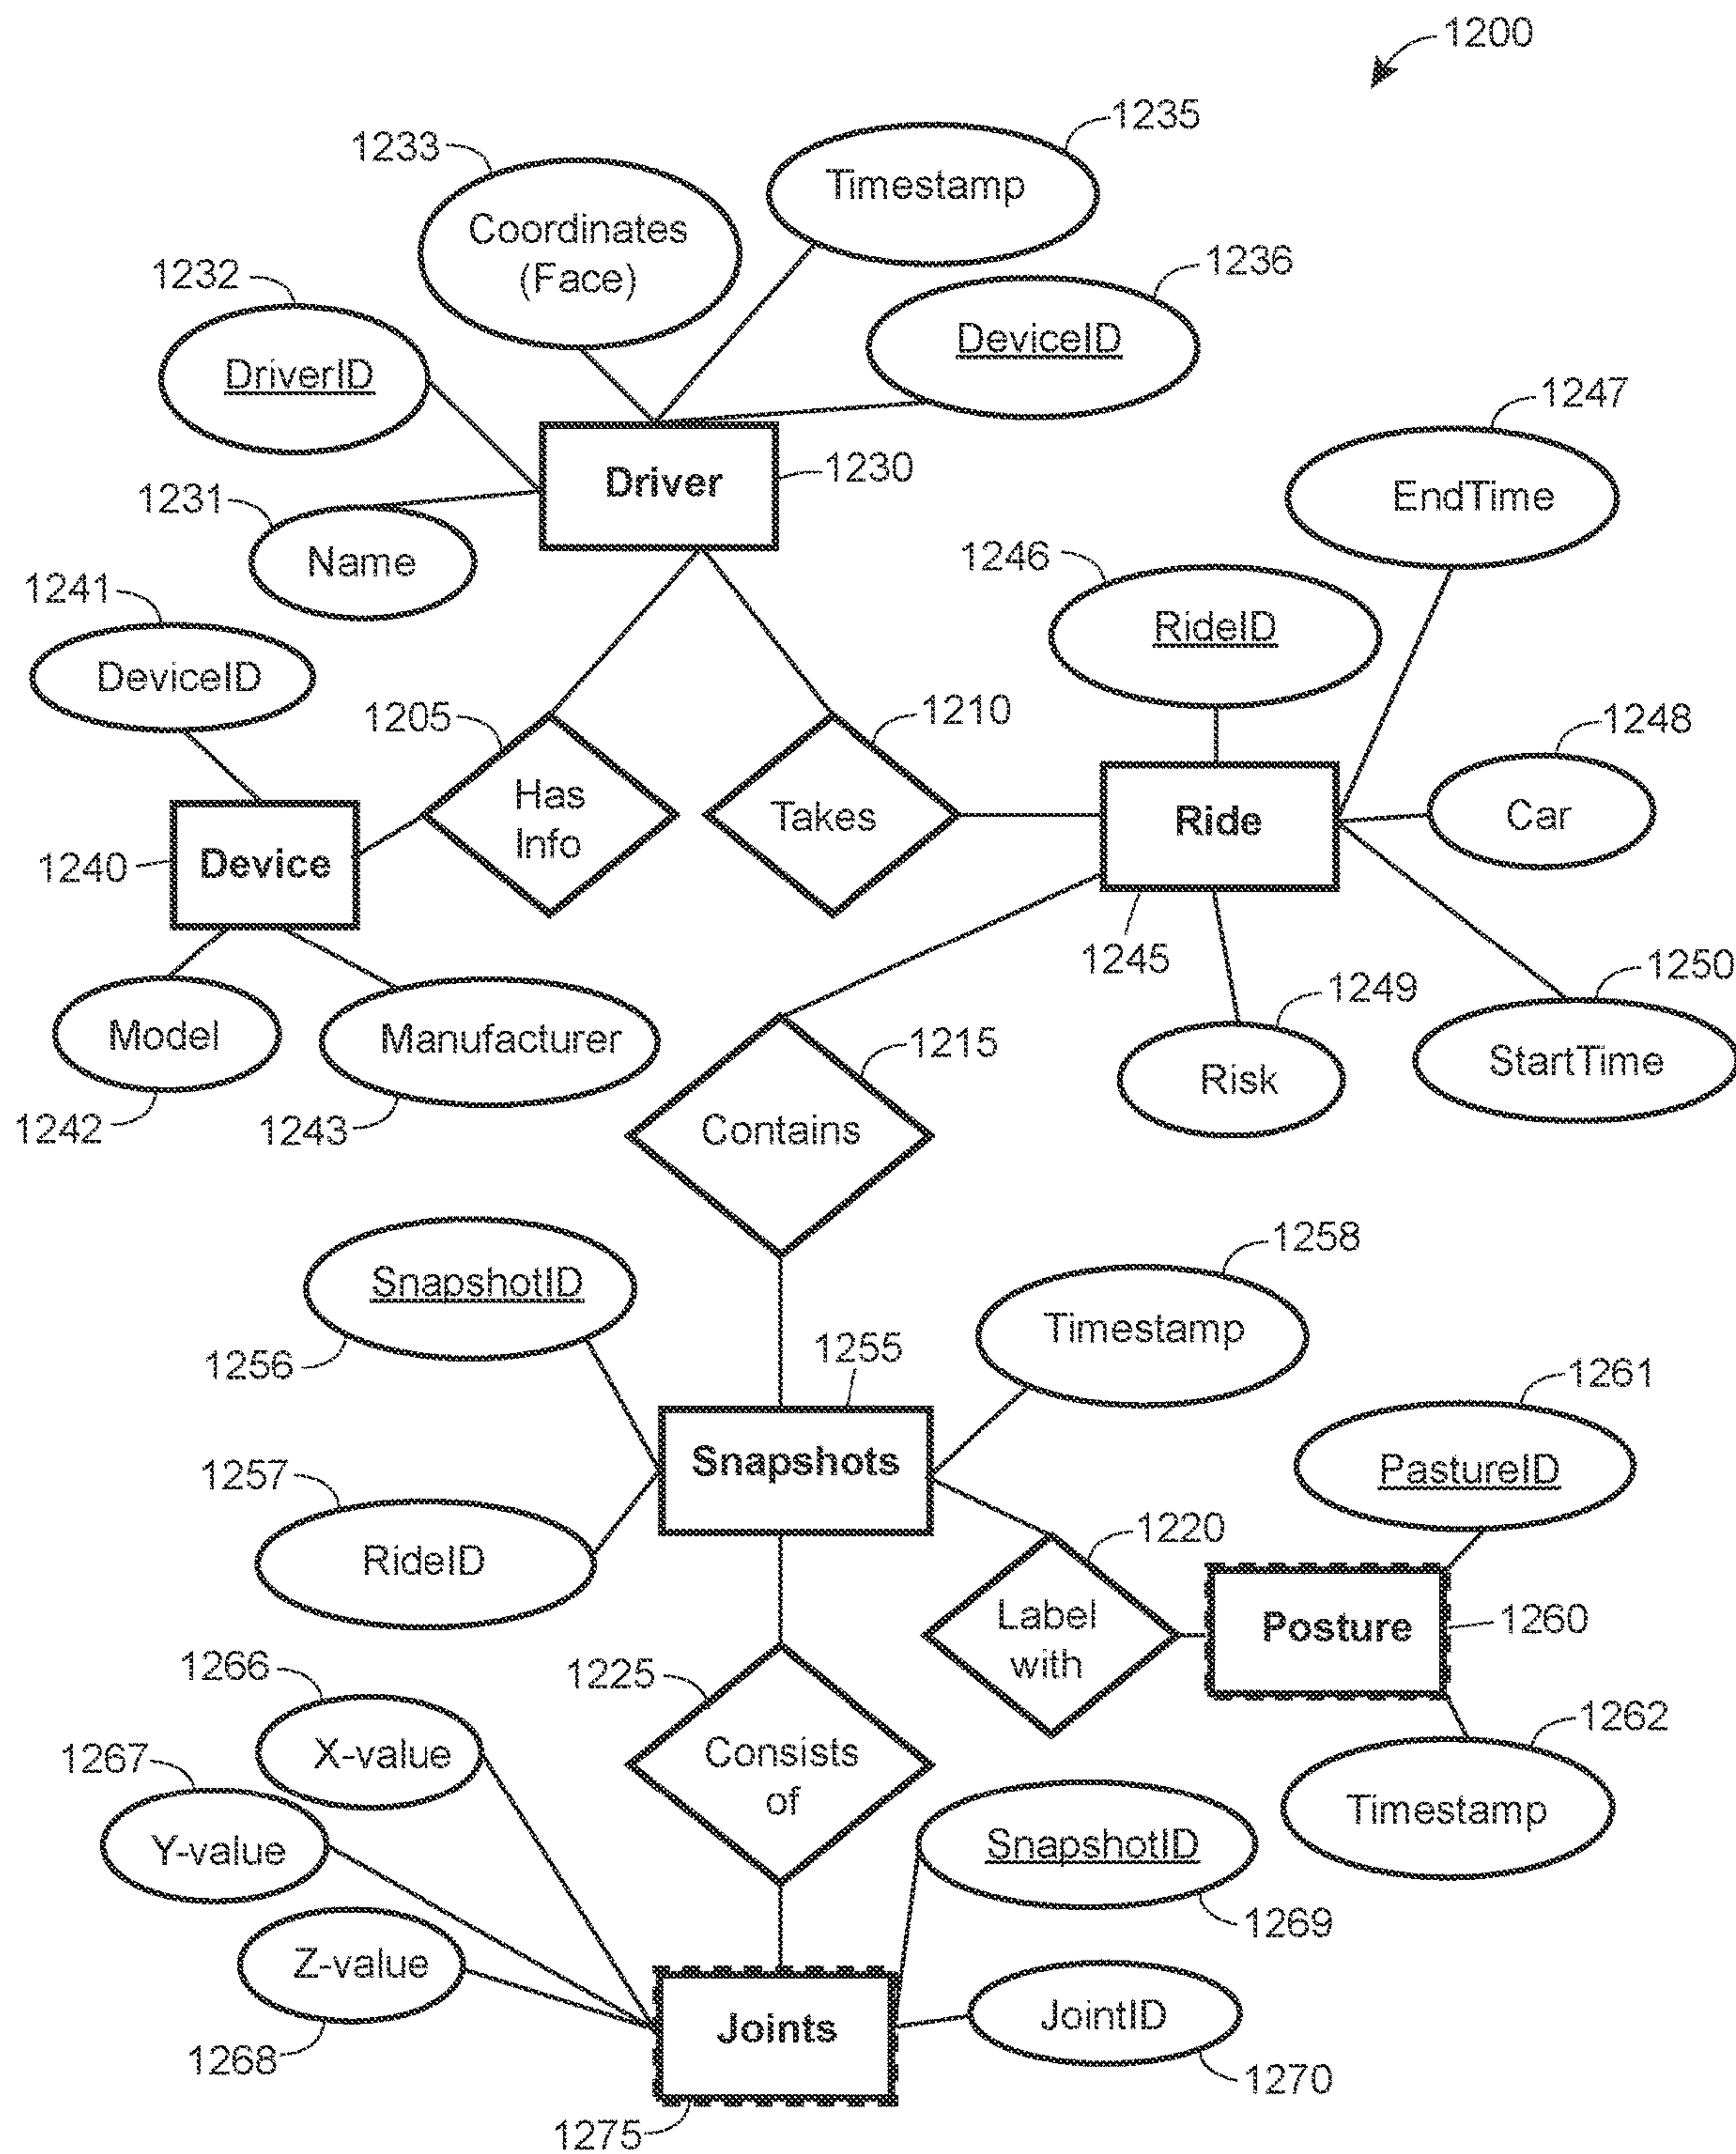 1200
1235
1233
Timestamp
Coordinates
(Face)
1236
1232
DeviceID
DriverID
1247
Driver
1230
EndTime
1231
1246
Name
1241
RideID
DeviceID
1205
1210
1248
Has
Info
Takes
Ride
Car
1240
Device
1245
1250
1249
Model
Manufacturer
1215
StartTime
Risk
1242
1243
Contains
1258
SnapshotID
Timestamp
1256
1255
1261
Snapshots
PastureID
1257
1220
RideID
Label
with
Posture
1260
1266
1225
1262
X-value
Consists
of
1267
Timestamp
Y-value
SnapshotID
1269
Z-value
Joints
JointID
1268
1270
1275